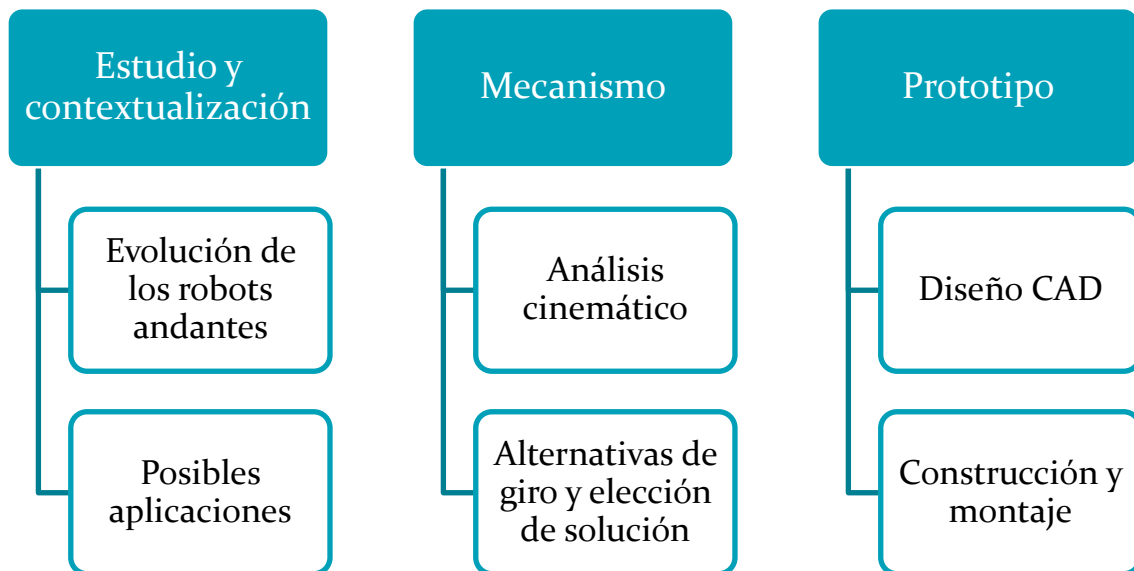 Estudio y
contextualización
Evolución de
los robots
andantes
Posibles
aplicaciones
Mecanismo
Análisis
cinemático
Alternativas de
giro y elección
de solución
Prototipo
Diseño CAD
Construcción y
montaje